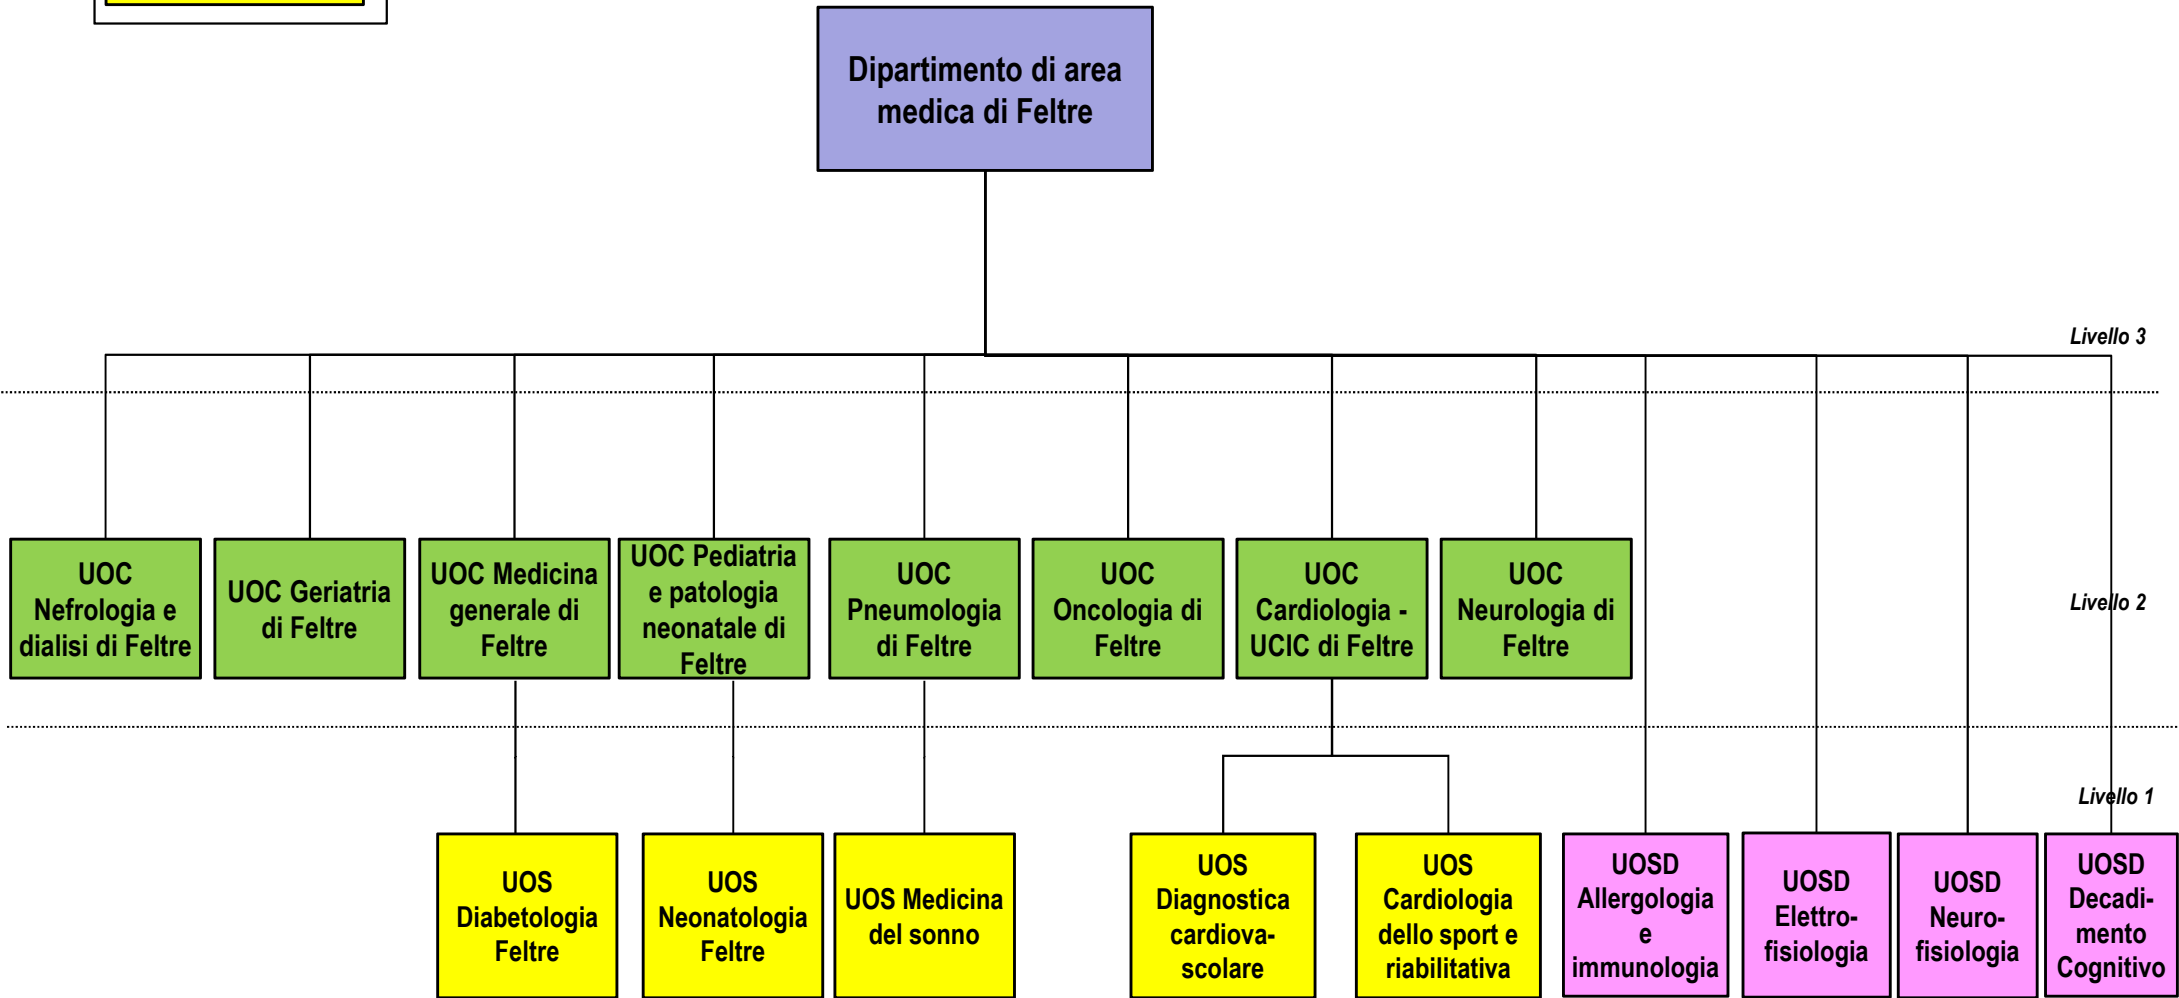 Dipartimento di area
medica di Feltre
Livello 3
UOC
Nefrologia e
dialisi di Feltre
UOC Geriatria
di Feltre
UOC Medicina
generale di
Feltre
UOC Pediatria
e patologia
neonatale di
Feltre
UOC
Pneumologia
di Feltre
UOC
Oncologia di
Feltre
UOC
Cardiologia -
UCIC di Feltre
UOC
Neurologia di
Feltre
Livello 2
Livello 1
UOS
Diabetologia
Feltre
UOS
Neonatologia
Feltre
UOS Medicina
del sonno
UOS
Diagnostica
cardiova-
scolare
UOS
Cardiologia
dello sport e
riabilitativa
UOSD
Allergologia
e
immunologia
UOSD
Elettro-
fisiologia
UOSD
Neuro-
fisiologia
UOSD
Decadi-
mento
Cognitivo